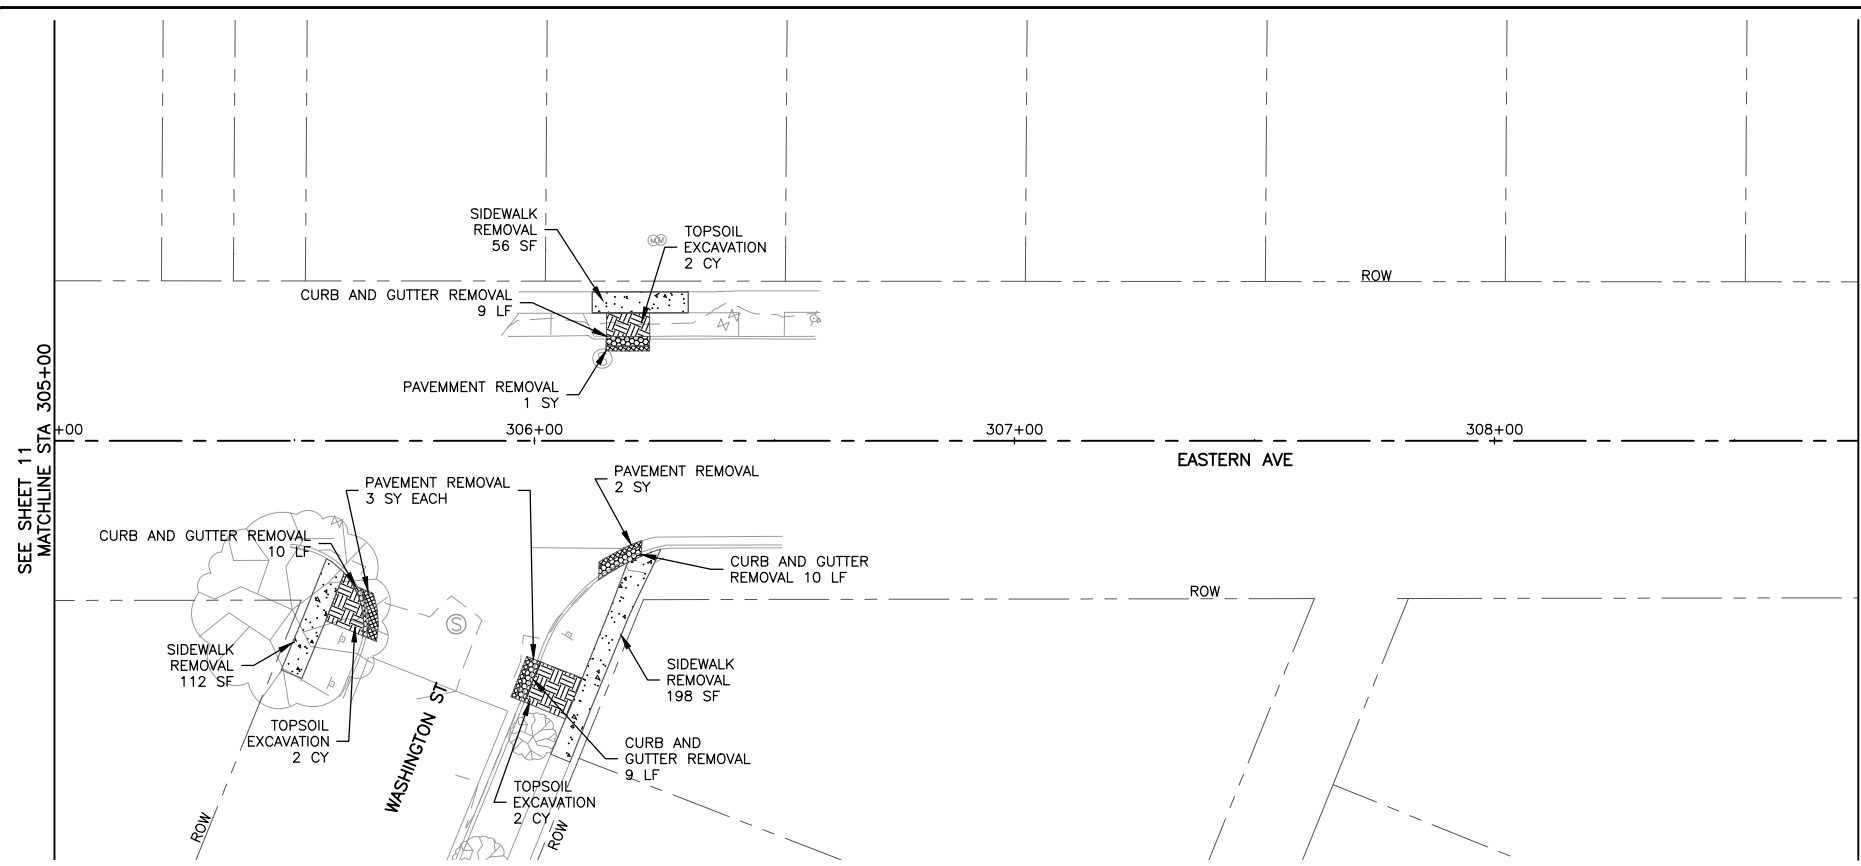 SIDEWALK
REMOVAL
56 SF
TOPSOIL
EXCAVATION
2 CY
ROW
CURB AND GUTTER REMOVAL
9 LF
PAVEMMENT REMOVAL
1 SY
SEE SHEET 11
MATCHLINE STA 305+00
+00
306+00
307+00
308+00
EASTERN AVE
PAVEMENT REMOVAL
2 SY
PAVEMENT REMOVAL
3 SY EACH
CURB AND GUTTER REMOVAL
10 LF
CURB AND GUTTER
REMOVAL 10 LF
ROW
S
S
SIDEWALK
REMOVAL
112 SF
SIDEWALK
REMOVAL
198 SF
TOPSOIL
EXCAVATION
2 CY
WASHINGTON ST
CURB AND
GUTTER REMOVAL
9 LF
TOPSOIL
EXCAVATION
2 CY
ROW
ROW